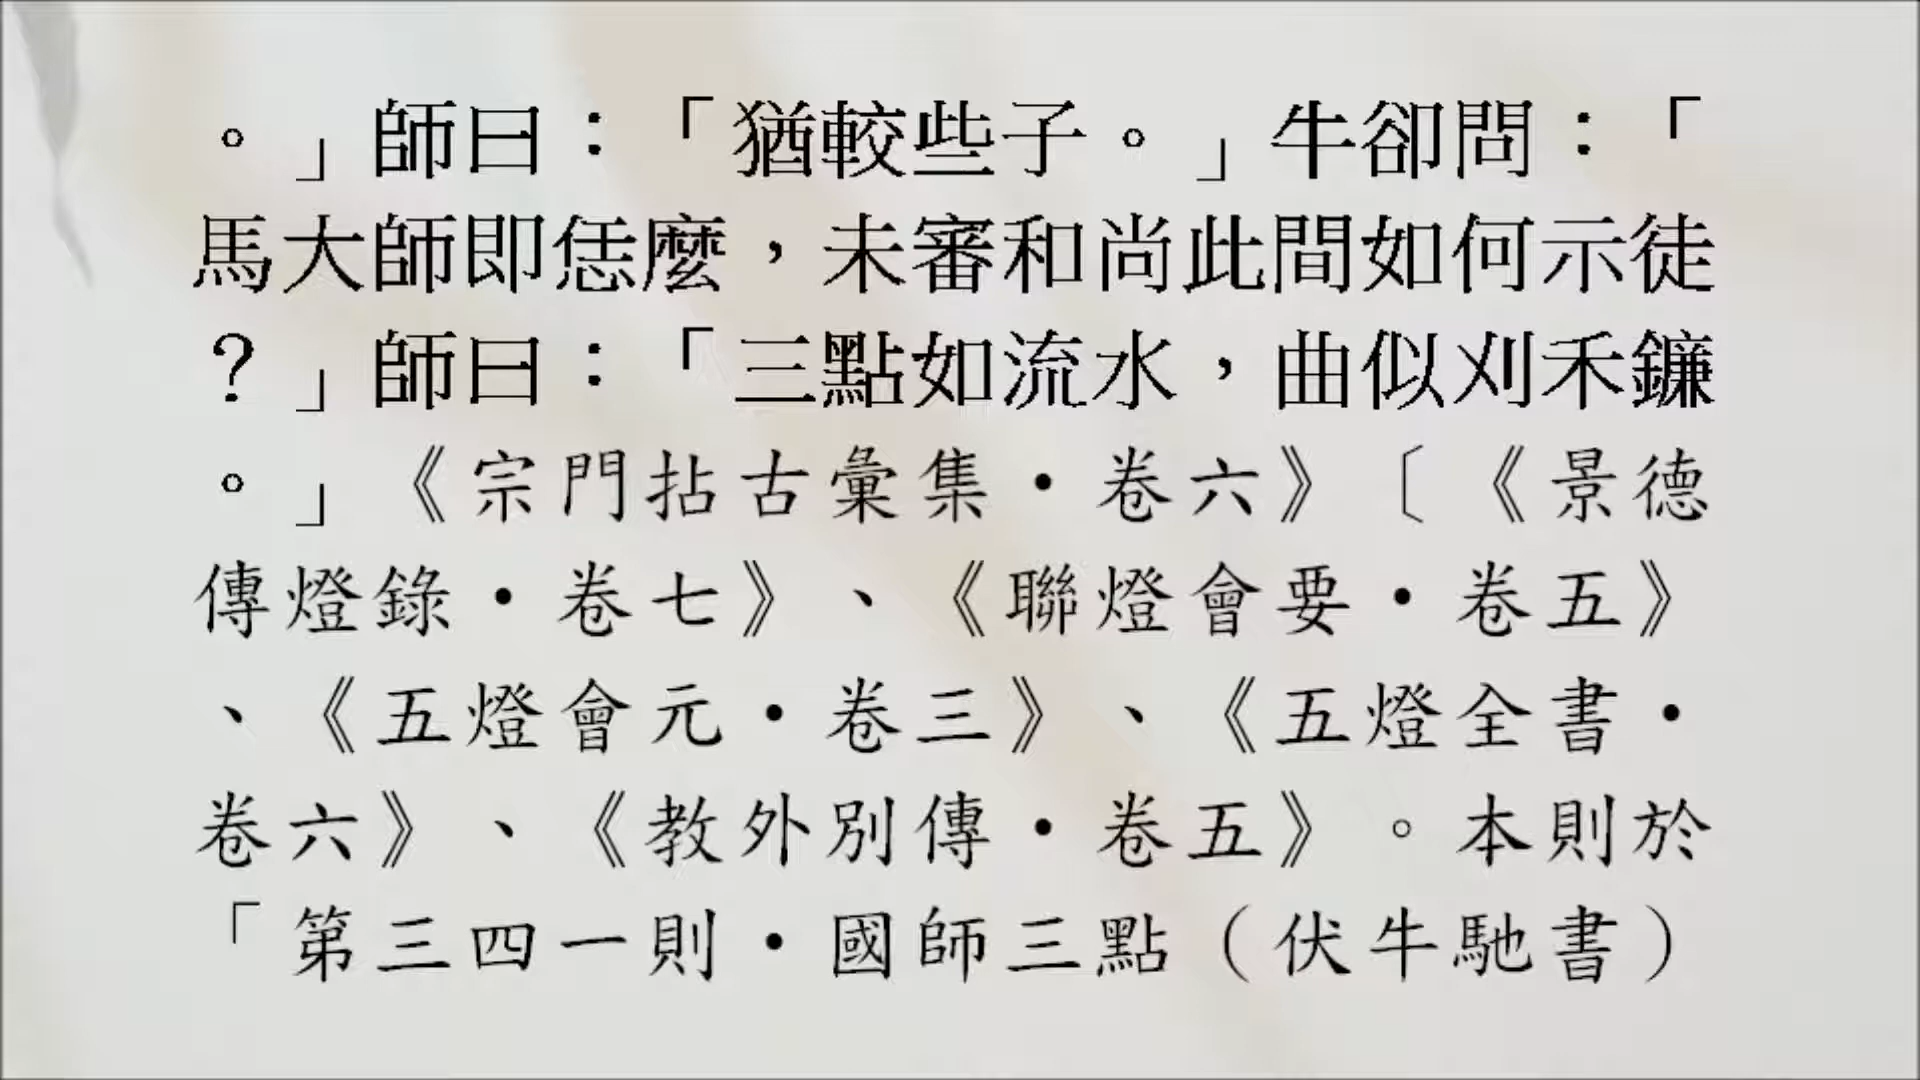 。」師曰：「猶較些子。」牛卻問：「
馬大師即恁麼，未審和尚此間如何示徒
？」師曰：「三點如流水，曲似刈禾鐮
。」《宗門拈古彙集・卷六》〔《景德
傳燈錄・卷七》、《聯燈會要・卷五》
、《五燈會元・卷三》、《五燈全書・
卷六》、《教外別傳・卷五》。本則於
「第三四一則・國師三點（伏牛馳書）